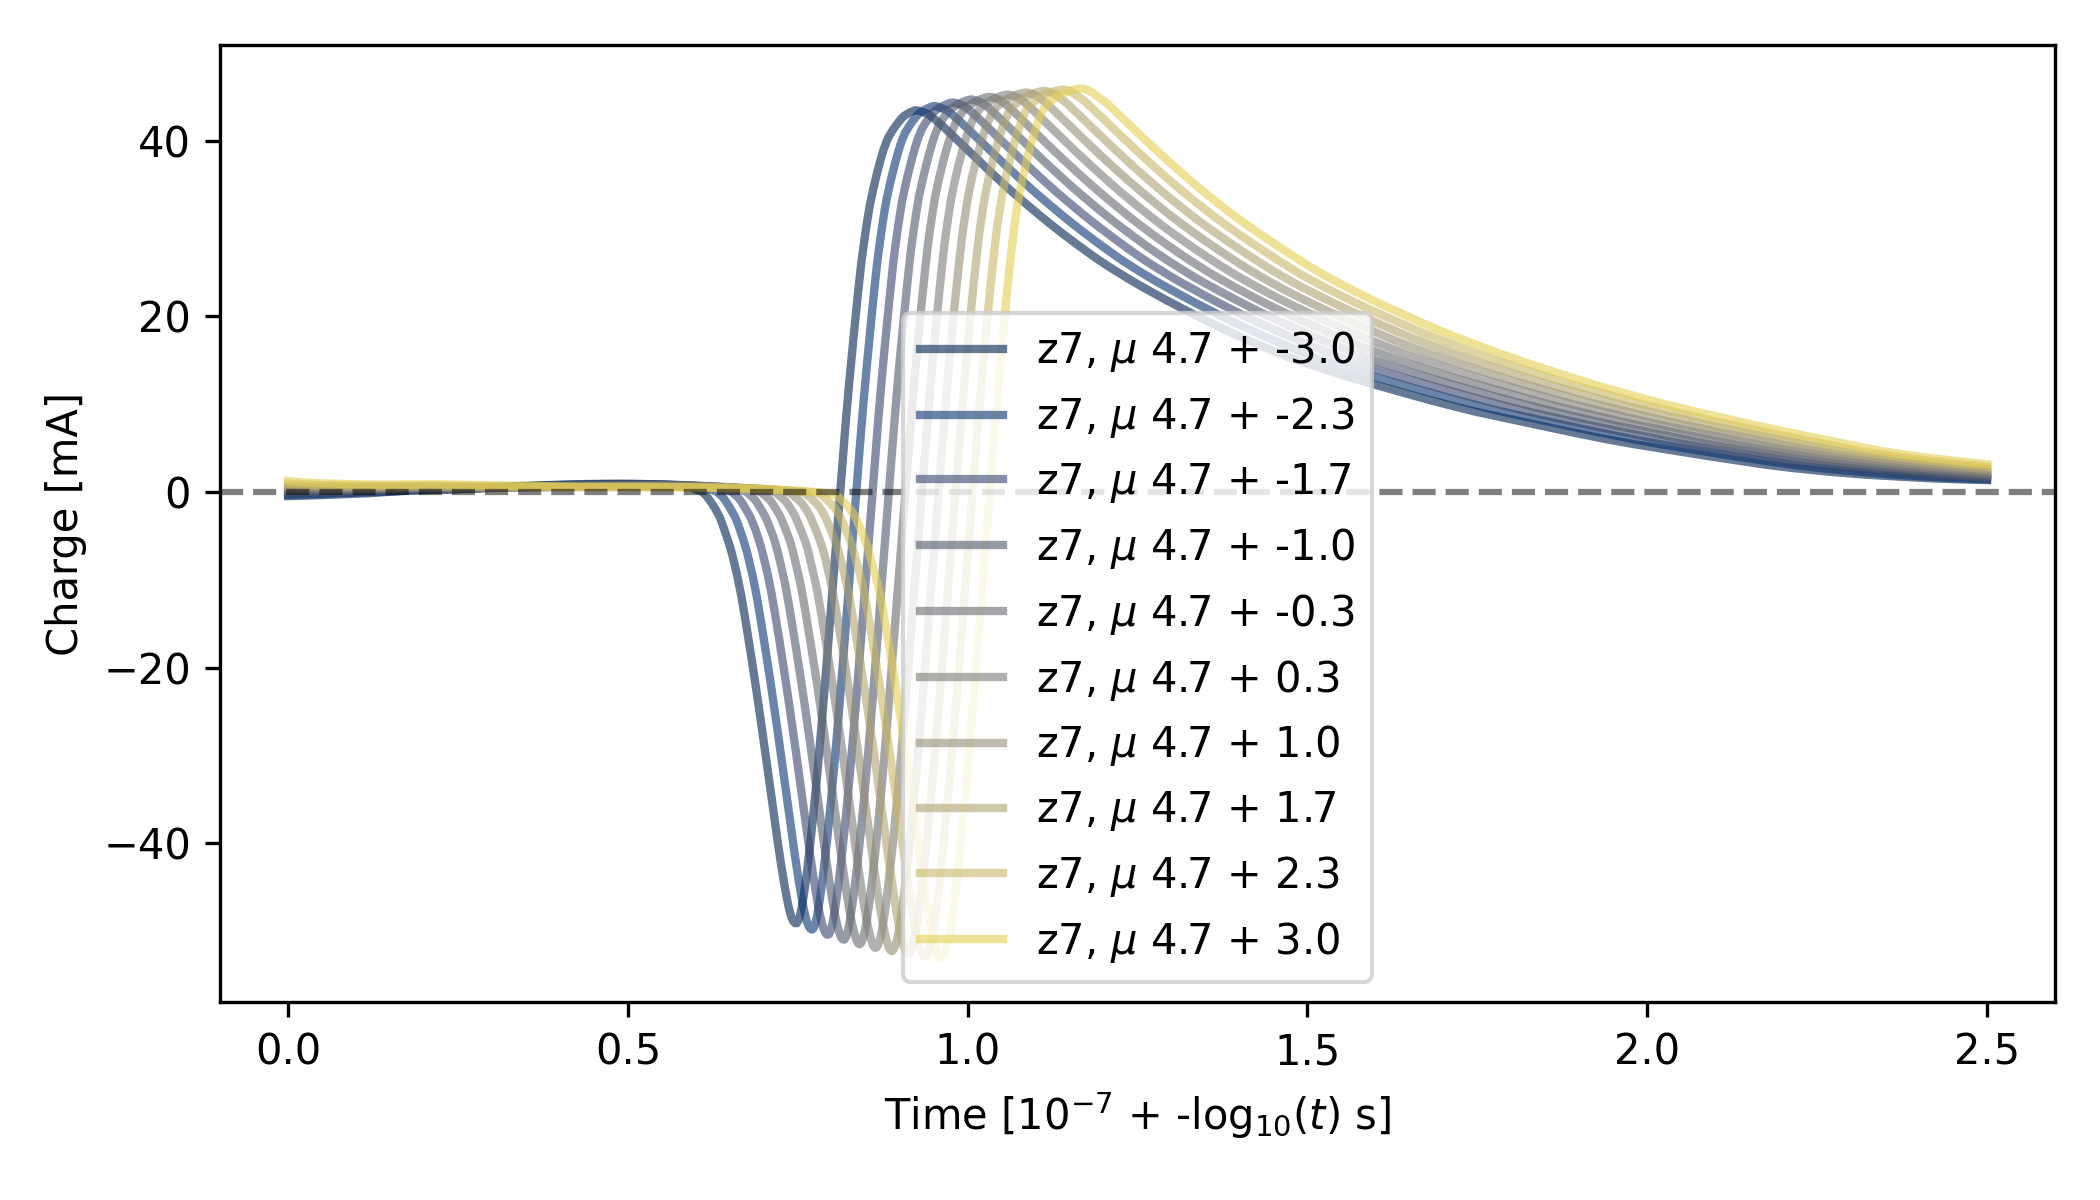 Charge [mA]
40
20
0
−20
−40
z7, μ 4.7 + -3.0
z7, μ 4.7 + -2.3
z7, μ 4.7 + -1.7
z7, μ 4.7 + -1.0
z7, μ 4.7 + -0.3
z7, μ 4.7 + 0.3
z7, μ 4.7 + 1.0
z7, μ 4.7 + 1.7
z7, μ 4.7 + 2.3
z7, μ 4.7 + 3.0
0.0 0.5 1.0 1.5 2.0 2.5
Time [10⁻⁷ + -log₁₀(t) s]